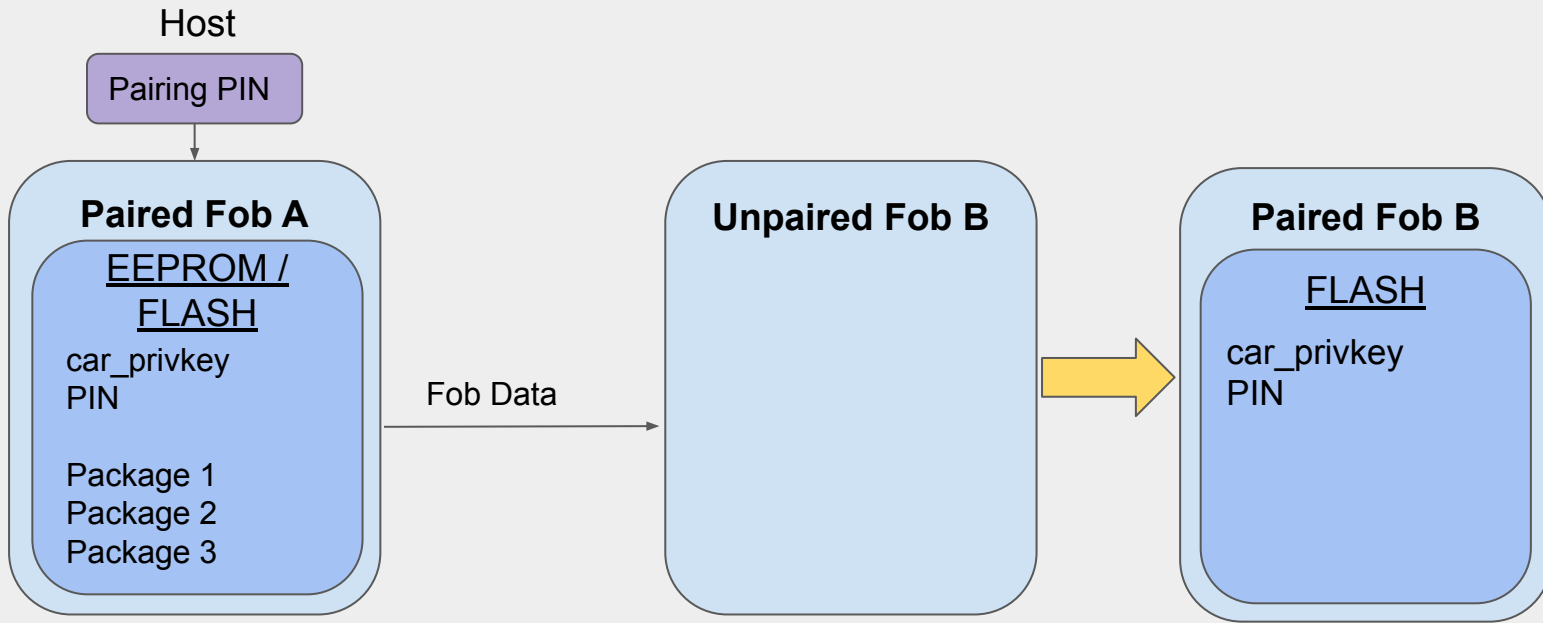 Host
Pairing PIN
Paired Fob A
EEPROM /
FLASH
car_privkey
PIN
Package 1
Package 2
Package 3
Fob Data
Unpaired Fob B
Paired Fob B
FLASH
car_privkey
PIN